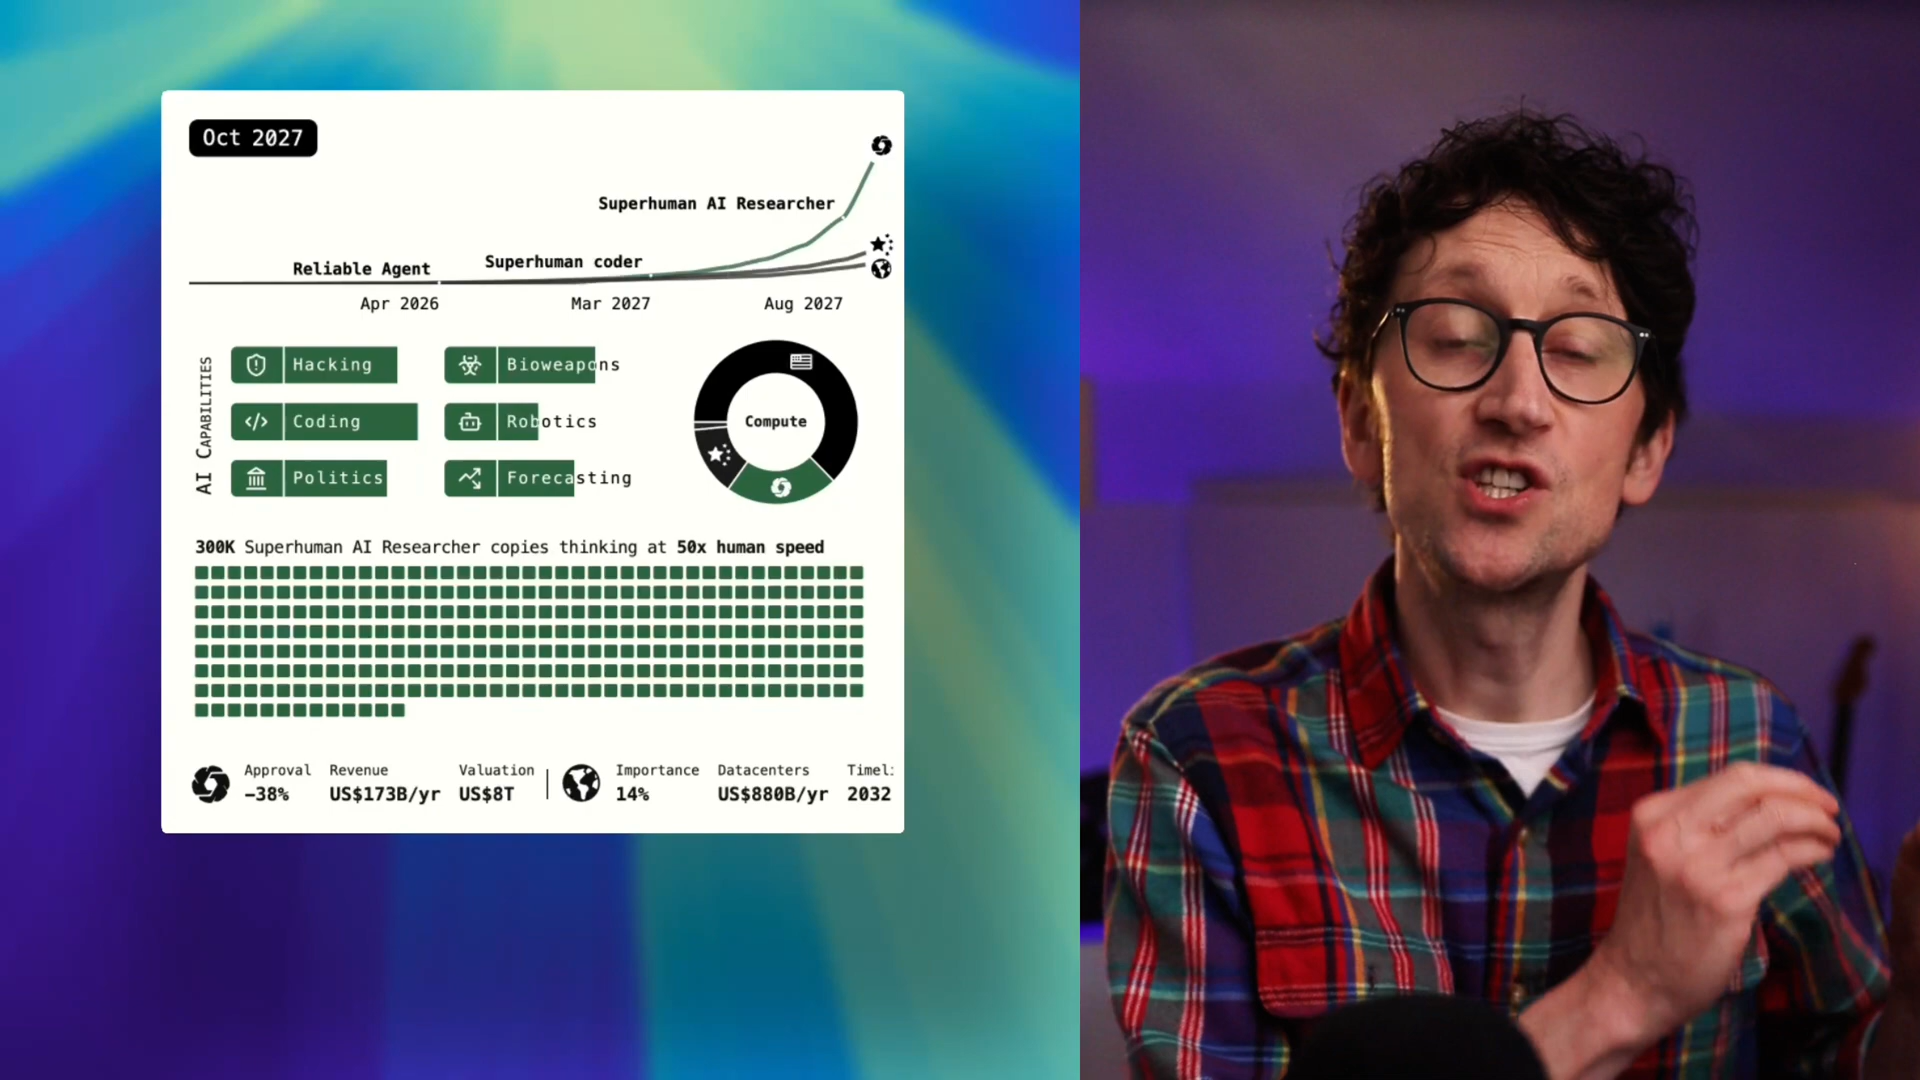 Oct 2027
Superhuman AI Researcher
Superhuman coder
Reliable Agent
Apr 2026 Mar 2027 Aug 2027
AI CAPABILITIES
Hacking Bioweapons
Coding Robotics
Politics Forecasting
Compute
300K Superhuman AI Researcher copies thinking at 50x human speed
Approval Revenue Valuation Importance Datacenters Timel:
−38% US$173B/yr US$8T 14% US$880B/yr 2032